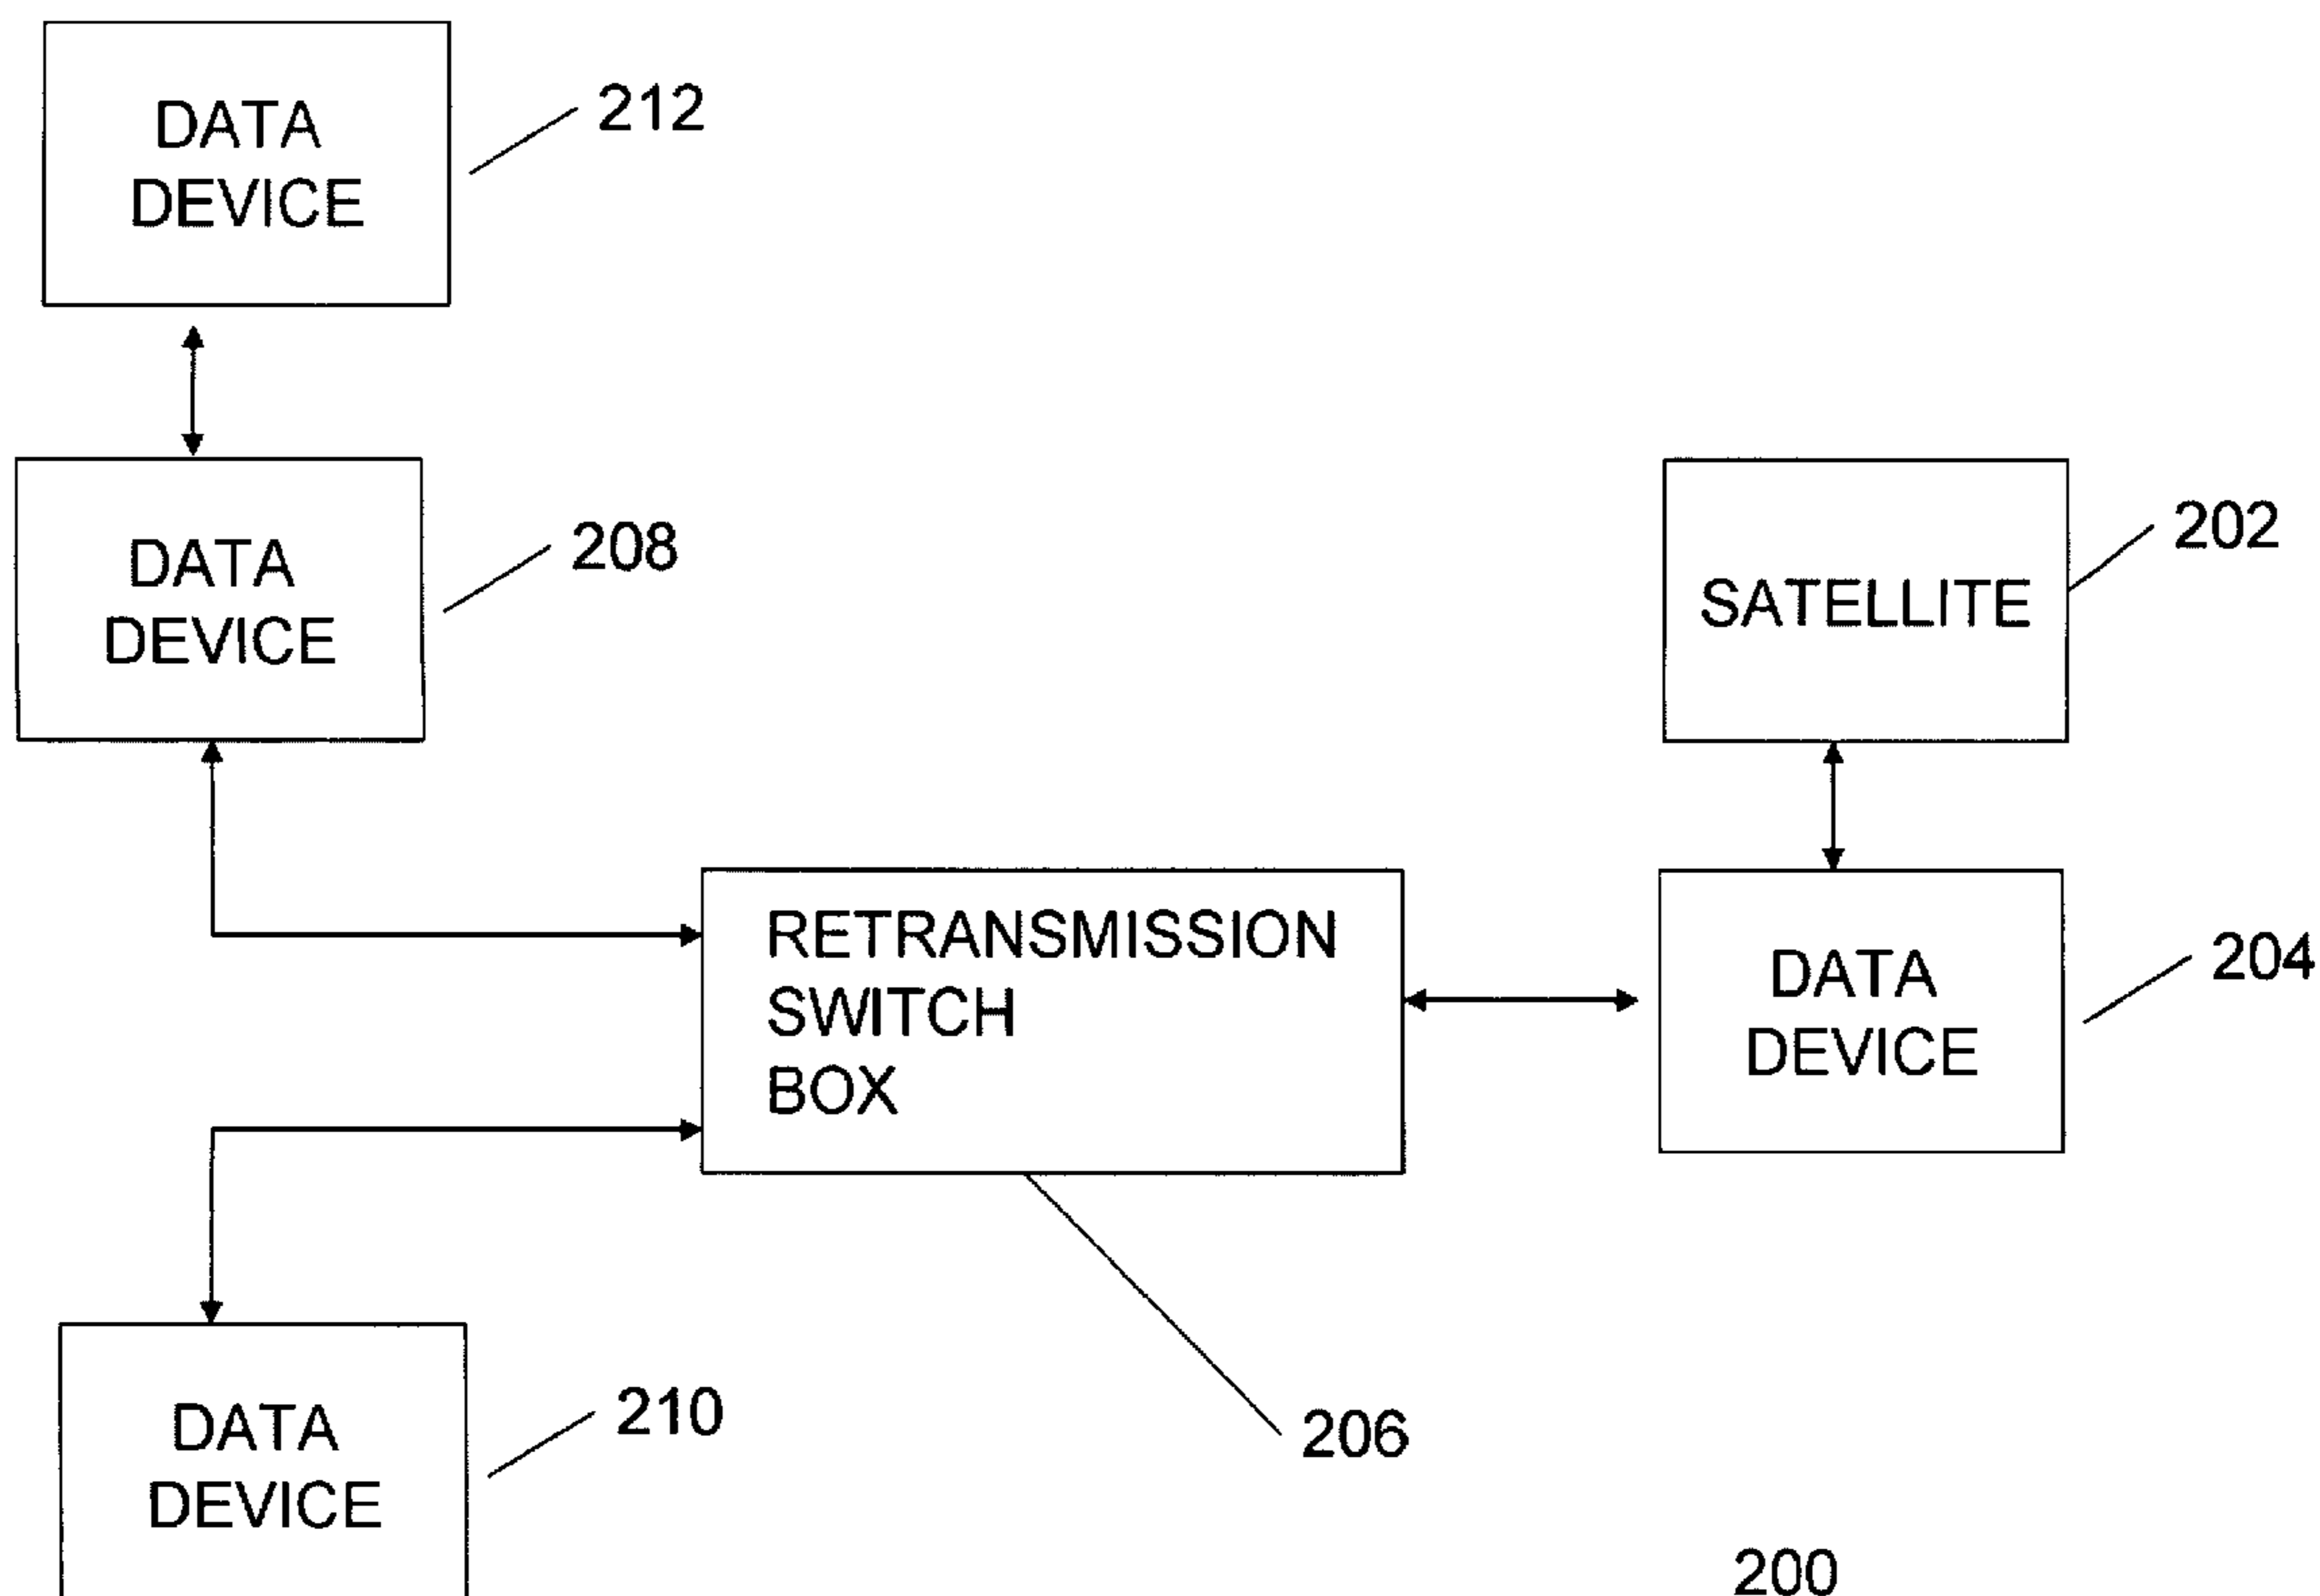 DATA
DEVICE
212
DATA
DEVICE
208
SATELLITE
202
RETRANSMISSION
SWITCH
BOX
206
DATA
DEVICE
204
DATA
DEVICE
210
200